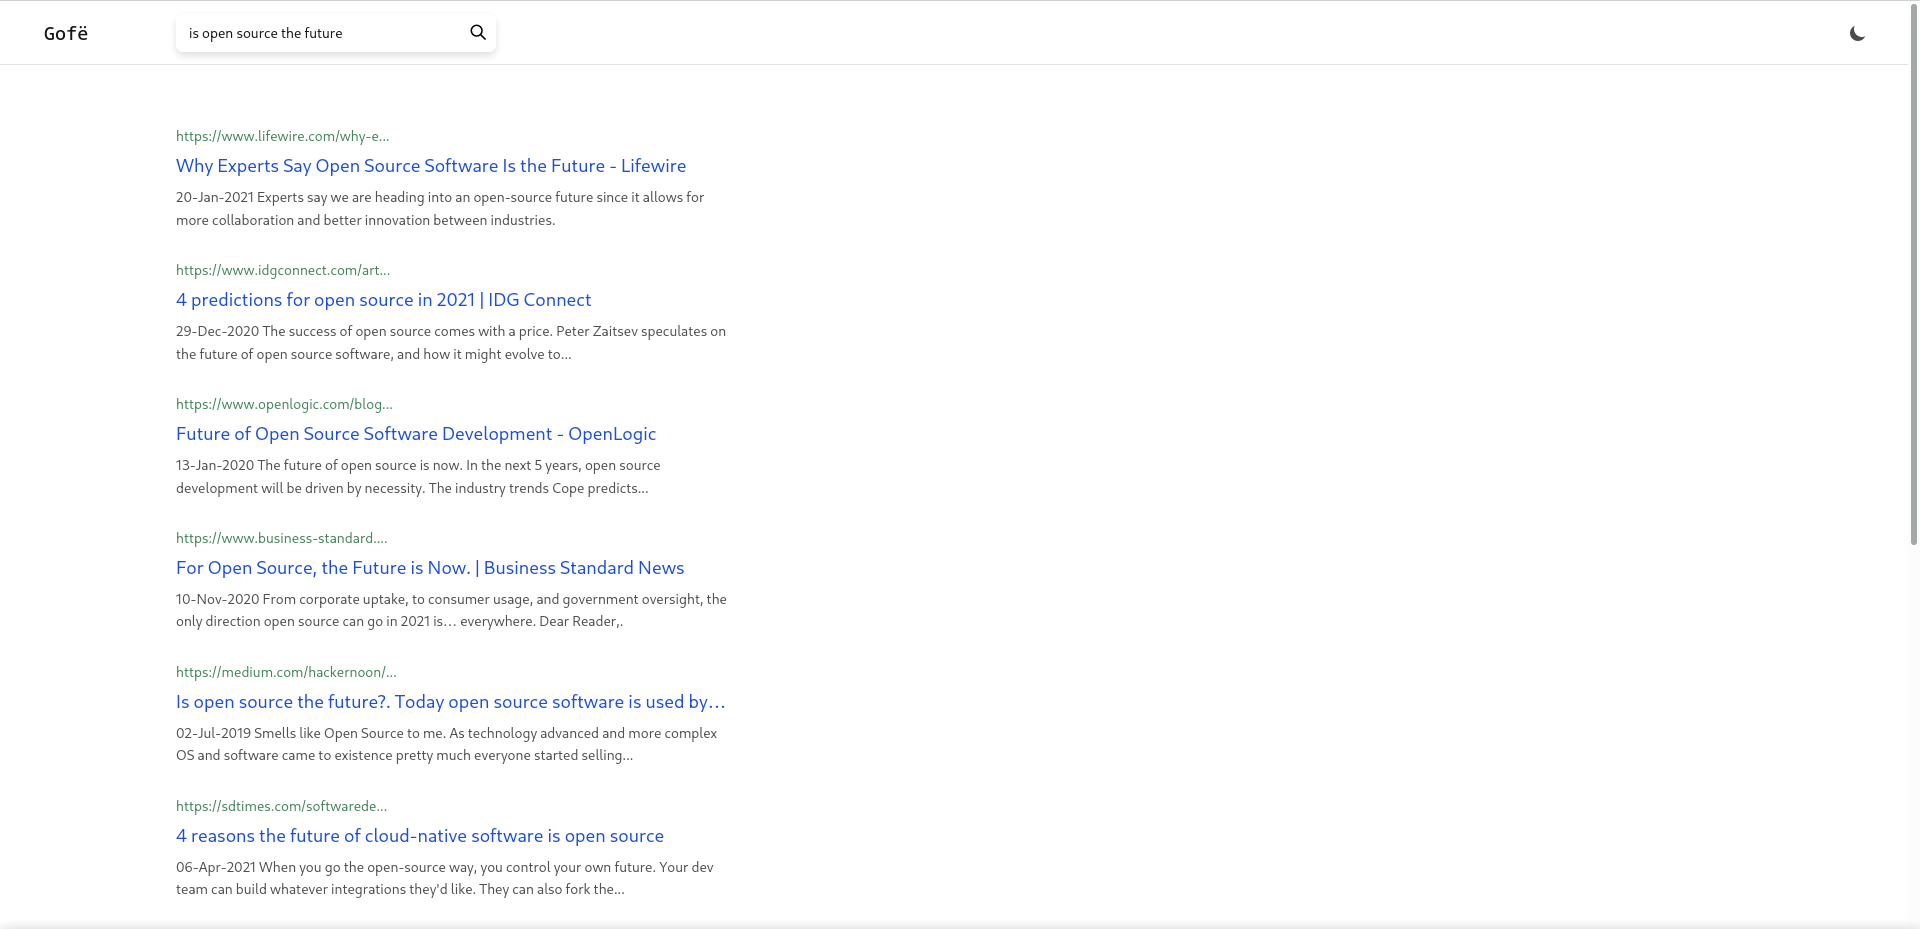 Gofë
is open source the future
https://www.lifewire.com/why-e...
Why Experts Say Open Source Software Is the Future - Lifewire
20-Jan-2021 Experts say we are heading into an open-source future since it allows for
more collaboration and better innovation between industries.
https://www.idgconnect.com/art...
4 predictions for open source in 2021 | IDG Connect
29-Dec-2020 The success of open source comes with a price. Peter Zaitsev speculates on
the future of open source software, and how it might evolve to...
https://www.openlogic.com/blog...
Future of Open Source Software Development - OpenLogic
13-Jan-2020 The future of open source is now. In the next 5 years, open source
development will be driven by necessity. The industry trends Cope predicts...
https://www.business-standard....
For Open Source, the Future is Now. | Business Standard News
10-Nov-2020 From corporate uptake, to consumer usage, and government oversight, the
only direction open source can go in 2021 is… everywhere. Dear Reader,.
https://medium.com/hackernoon/...
Is open source the future?. Today open source software is used by…
02-Jul-2019 Smells like Open Source to me. As technology advanced and more complex
OS and software came to existence pretty much everyone started selling...
https://sdtimes.com/softwarede...
4 reasons the future of cloud-native software is open source
06-Apr-2021 When you go the open-source way, you control your own future. Your dev
team can build whatever integrations they'd like. They can also fork the...